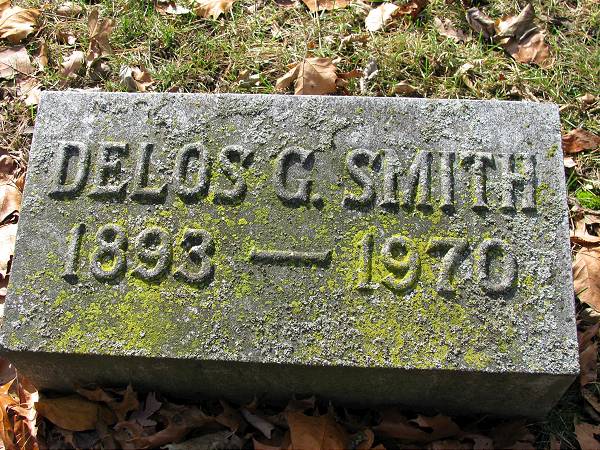 DELOS G. SMITH
1893 — 1970